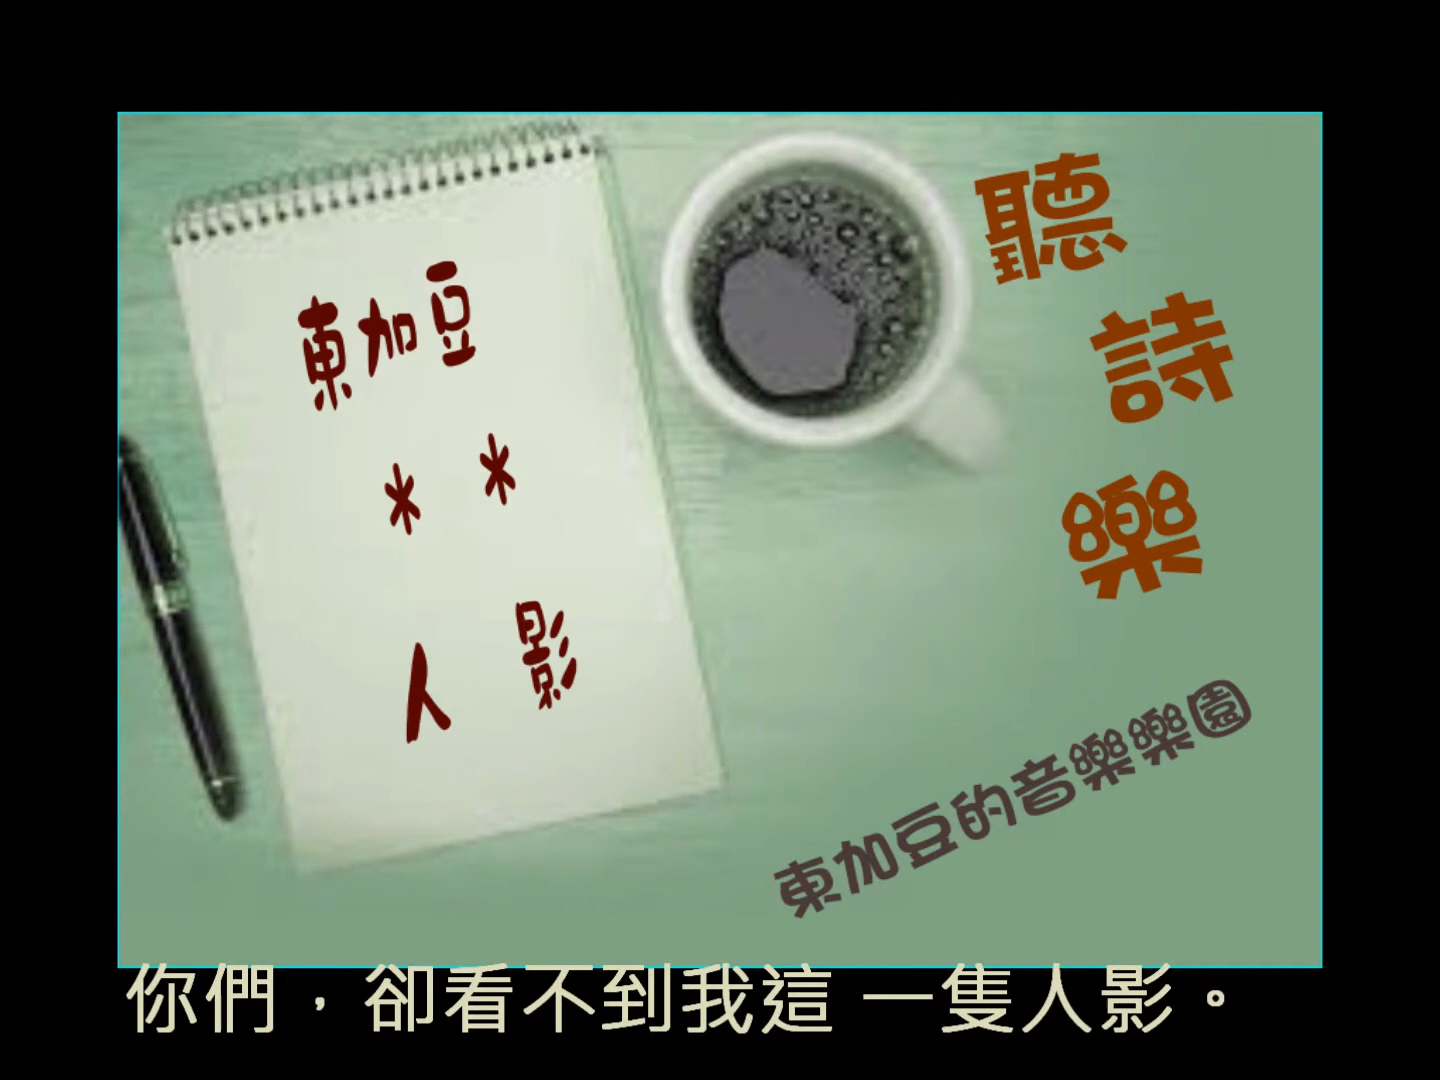 東加豆
* *
人 影
聽
詩
樂
東加豆的音樂樂園
你們，卻看不到我這 一隻人影。